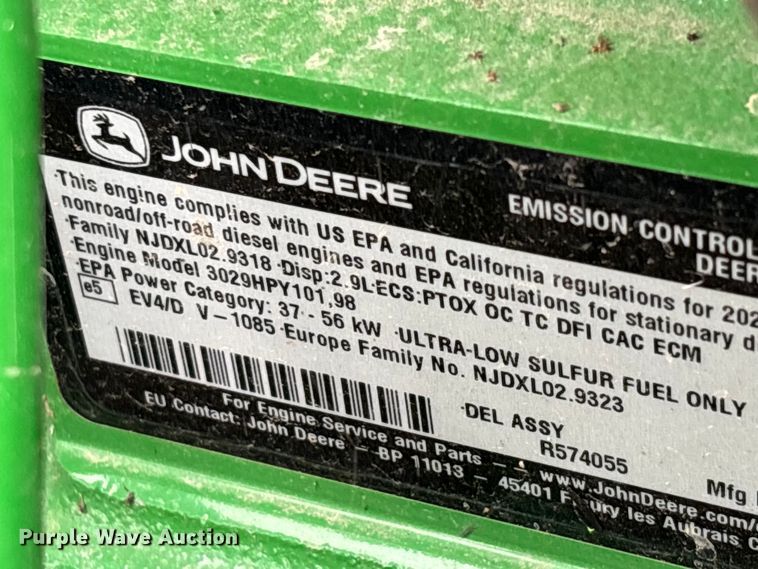 JOHN DEERE
EMISSION CONTROL
DEER
This engine complies with US EPA and California regulations for 202
nonroad/off-road diesel engines and EPA regulations for stationary d
·Family NJDXL02.9318 ·Disp:2.9L·ECS:PTOX OC TC DFI CAC ECM
·Engine Model 3029HPY101,98
·EPA Power Category: 37 - 56 kW ·ULTRA-LOW SULFUR FUEL ONLY
e5 EV4/D V-1085 ·Europe Family No. NJDXL02.9323
·DEL ASSY
R574055
For Engine Service and Parts - - www.JohnDeere.com/
EU Contact: John Deere - BP 11013 - 45401 F ury les Aubrais C
Mfg
Purple Wave Auction